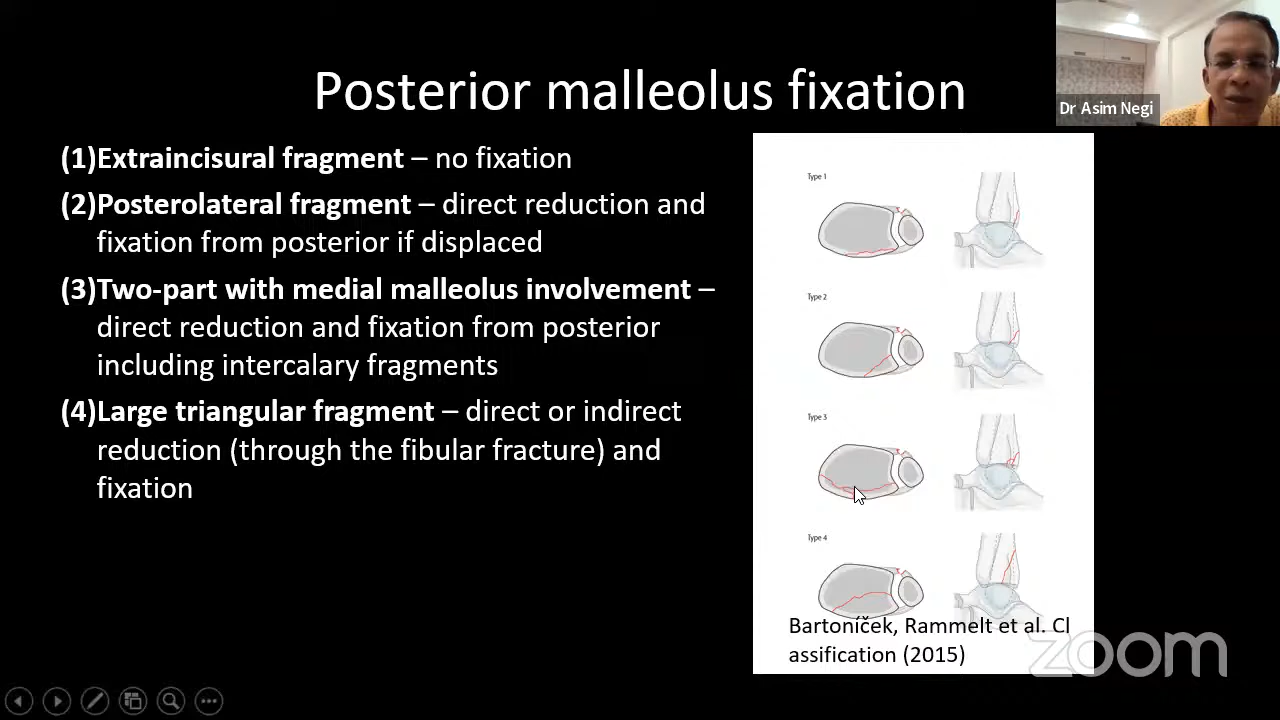 Posterior malleolus fixation
Dr Asim Negi
(1)Extraincisural fragment – no fixation
(2)Posterolateral fragment – direct reduction and
fixation from posterior if displaced
(3)Two-part with medial malleolus involvement –
direct reduction and fixation from posterior
including intercalary fragments
(4)Large triangular fragment – direct or indirect
reduction (through the fibular fracture) and
fixation
Type 1
Type 2
Type 3
Type 4
Bartoníček, Rammelt et al. Cl
assification (2015)
zoom